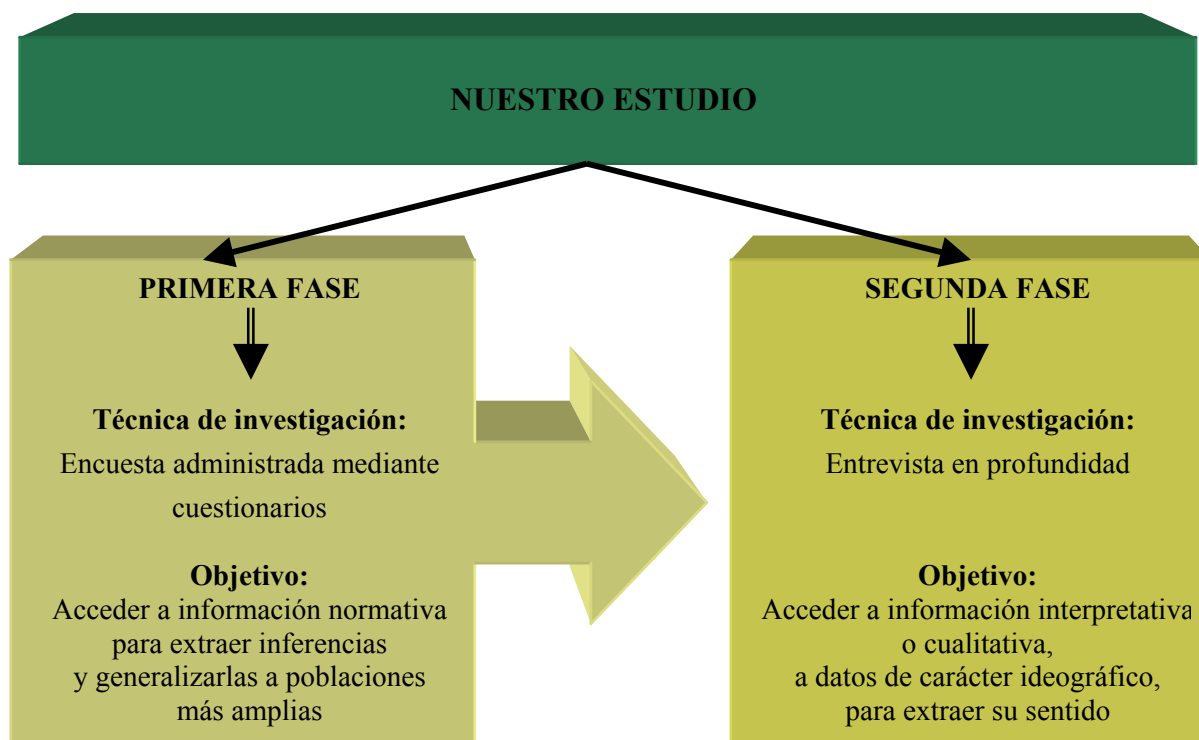 NUESTRO ESTUDIO
PRIMERA FASE
Técnica de investigación:
Encuesta administrada mediante
cuestionarios
Objetivo:
Acceder a información normativa
para extraer inferencias
y generalizarlas a poblaciones
más amplias
SEGUNDA FASE
Técnica de investigación:
Entrevista en profundidad
Objetivo:
Acceder a información interpretativa
o cualitativa,
a datos de carácter ideográfico,
para extraer su sentido